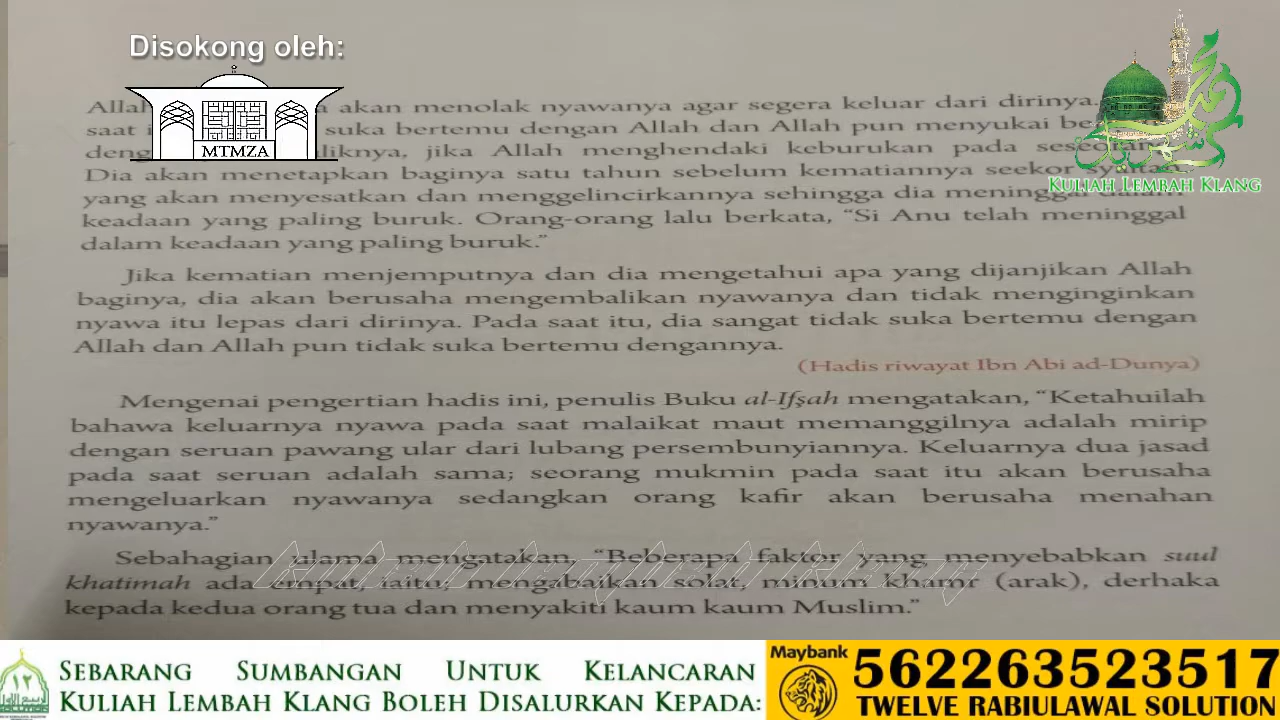 Disokong oleh:
MTMZA
KULIAH LEMBAH KLANG
Allah akan menolak nyawanya agar segera keluar dari dirinya.
saat suka bertemu dengan Allah dan Allah pun menyukai
jika Allah menghendaki keburukan pada
Dia akan menetapkan baginya satu tahun sebelum kematiannya seekor
yang akan menyesatkan dan menggelincirkannya sehingga dia meninggal dalam
keadaan yang paling buruk. Orang-orang lalu berkata, “Si Anu telah meninggal
dalam keadaan yang paling buruk.”
Jika kematian menjemputnya dan dia mengetahui apa yang dijanjikan Allah
baginya, dia akan berusaha mengembalikan nyawanya dan tidak menginginkan
nyawa itu lepas dari dirinya. Pada saat itu, dia sangat tidak suka bertemu dengan
Allah dan Allah pun tidak suka bertemu dengannya.
(Hadis riwayat Ibn Abi ad-Dunya)
Mengenai pengertian hadis ini, penulis Buku al-Ifṣah mengatakan, “Ketahuilah
bahawa keluarnya nyawa pada saat malaikat maut memanggilnya adalah mirip
dengan seruan pawang ular dari lubang persembunyiannya. Keluarnya dua jasad
pada saat seruan adalah sama; seorang mukmin pada saat itu akan berusaha
mengeluarkan nyawanya sedangkan orang kafir akan berusaha menahan
nyawanya.”
Sebahagian ulama mengatakan, “Beberapa faktor yang menyebabkan suul
khatimah ada empat, iaitu, mengabaikan solat, minum khamr (arak), derhaka
kepada kedua orang tua dan menyakiti kaum kaum Muslim.”
SEBARANG SUMBANGAN UNTUK KELANCARAN
KULIAH LEMBAH KLANG BOLEH DISALURKAN KEPADA:
Maybank
562263523517
TWELVE RABIULAWAL SOLUTION